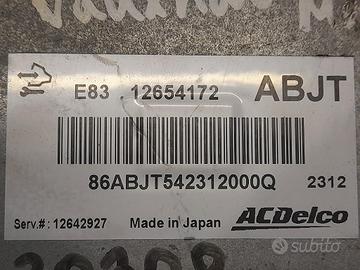 E83 12654172 ABJT
86ABJT542312000Q 2312
Serv.#: 12642927 Made in Japan ACDelco
subito